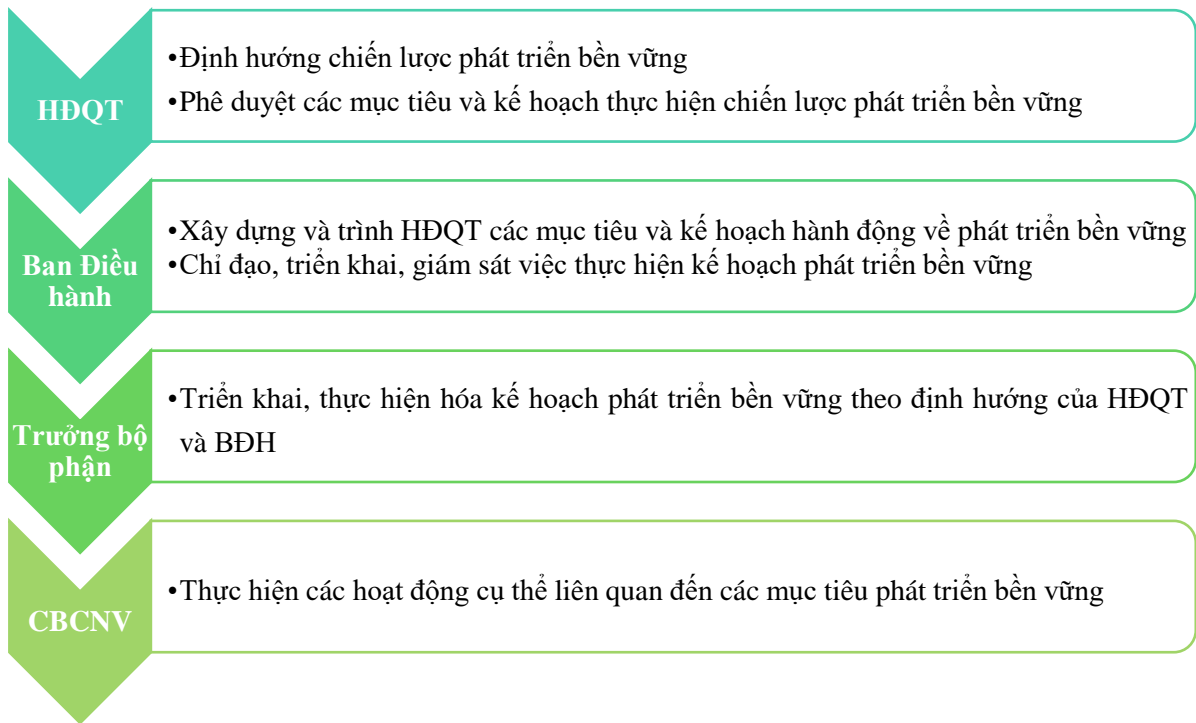 HĐQT
•Định hướng chiến lược phát triển bền vững
•Phê duyệt các mục tiêu và kế hoạch thực hiện chiến lược phát triển bền vững
Ban Điều
hành
•Xây dựng và trình HĐQT các mục tiêu và kế hoạch hành động về phát triển bền vững
•Chỉ đạo, triển khai, giám sát việc thực hiện kế hoạch phát triển bền vững
Trưởng bộ
phận
•Triển khai, thực hiện hóa kế hoạch phát triển bền vững theo định hướng của HĐQT
và BĐH
CBCNV
•Thực hiện các hoạt động cụ thể liên quan đến các mục tiêu phát triển bền vững